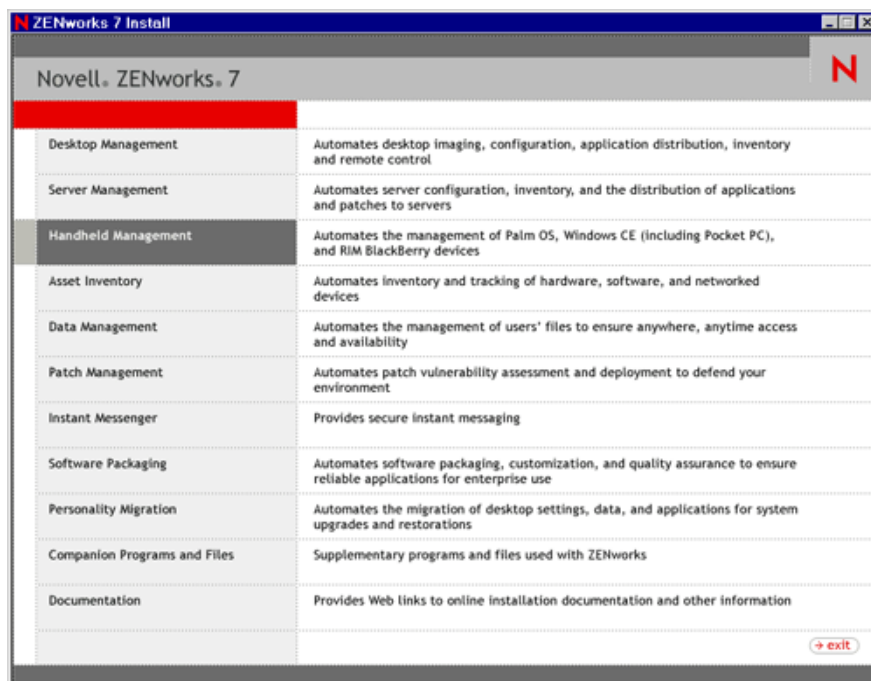 N ZENworks 7 Install
Novell® ZENworks® 7
N
Desktop Management
Automates desktop imaging, configuration, application distribution, inventory
and remote control
Server Management
Automates server configuration, inventory, and the distribution of applications
and patches to servers
Handheld Management
Automates the management of Palm OS, Windows CE (including Pocket PC),
and RIM BlackBerry devices
Asset Inventory
Automates inventory and tracking of hardware, software, and networked
devices
Data Management
Automates the management of users' files to ensure anywhere, anytime access
and availability
Patch Management
Automates patch vulnerability assessment and deployment to defend your
environment
Instant Messenger
Provides secure instant messaging
Software Packaging
Automates software packaging, customization, and quality assurance to ensure
reliable applications for enterprise use
Personality Migration
Automates the migration of desktop settings, data, and applications for system
upgrades and restorations
Companion Programs and Files
Supplementary programs and files used with ZENworks
Documentation
Provides Web links to online installation documentation and other information
exit